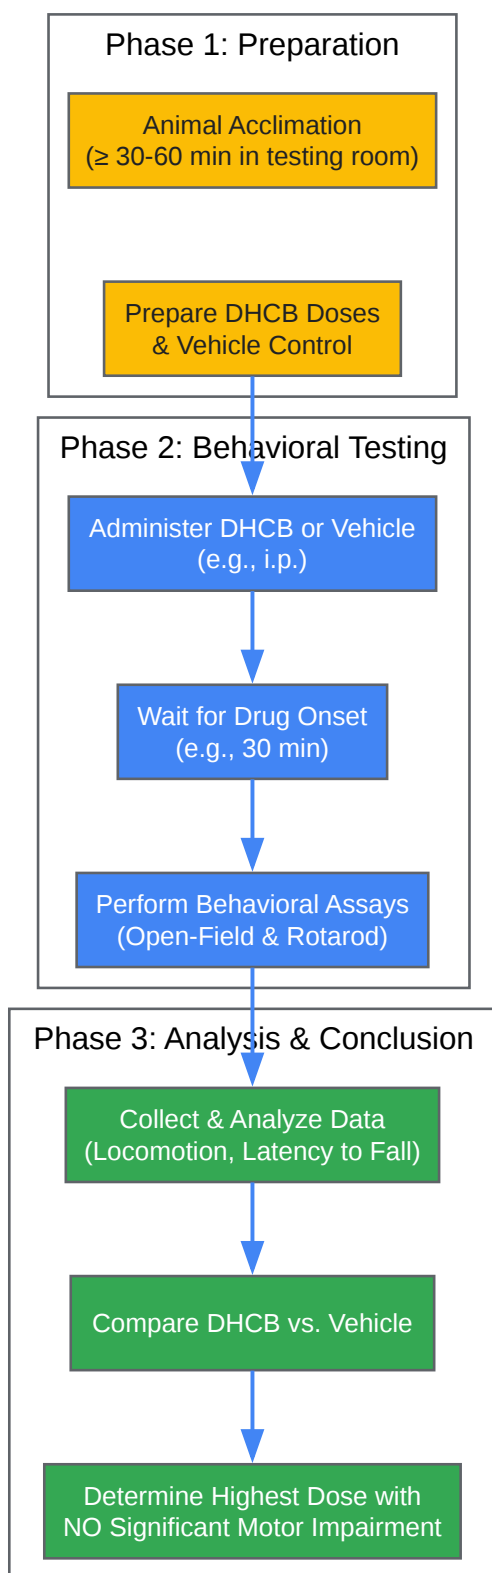 Phase 1: Preparation
Animal Acclimation
(≥ 30-60 min in testing room)
Prepare DHCB Doses
& Vehicle Control
Phase 2: Behavioral Testing
Administer DHCB or Vehicle
(e.g., i.p.)
Wait for Drug Onset
(e.g., 30 min)
Perform Behavioral Assays
(Open-Field & Rotarod)
Phase 3: Analysis & Conclusion
Collect & Analyze Data
(Locomotion, Latency to Fall)
Compare DHCB vs. Vehicle
Determine Highest Dose with
NO Significant Motor Impairment